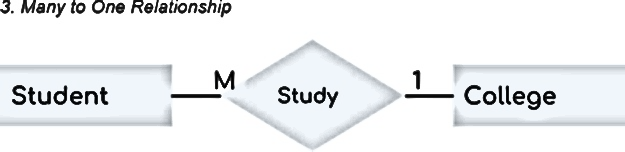 3. Many to One Relationship
Student M Study 1 College